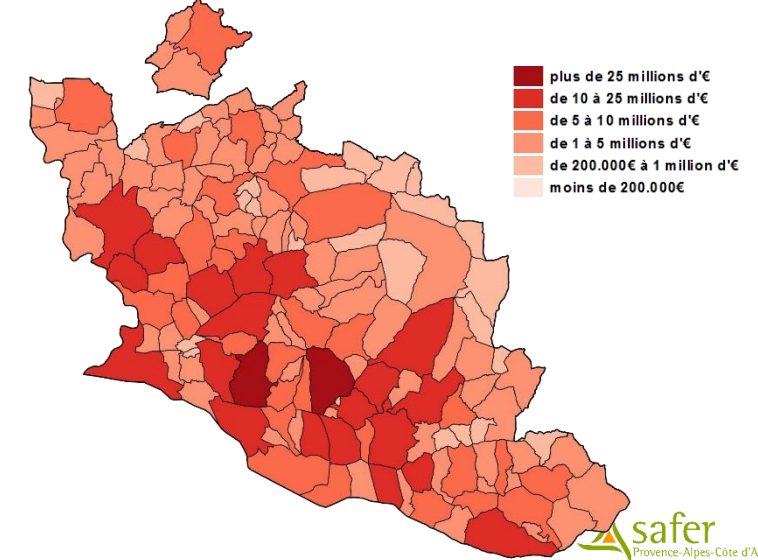 plus de 25 millions d'€
de 10 à 25 millions d'€
de 5 à 10 millions d'€
de 1 à 5 millions d'€
de 200.000€ à 1 million d'€
moins de 200.000€
safer
Provence-Alpes-Côte d'A